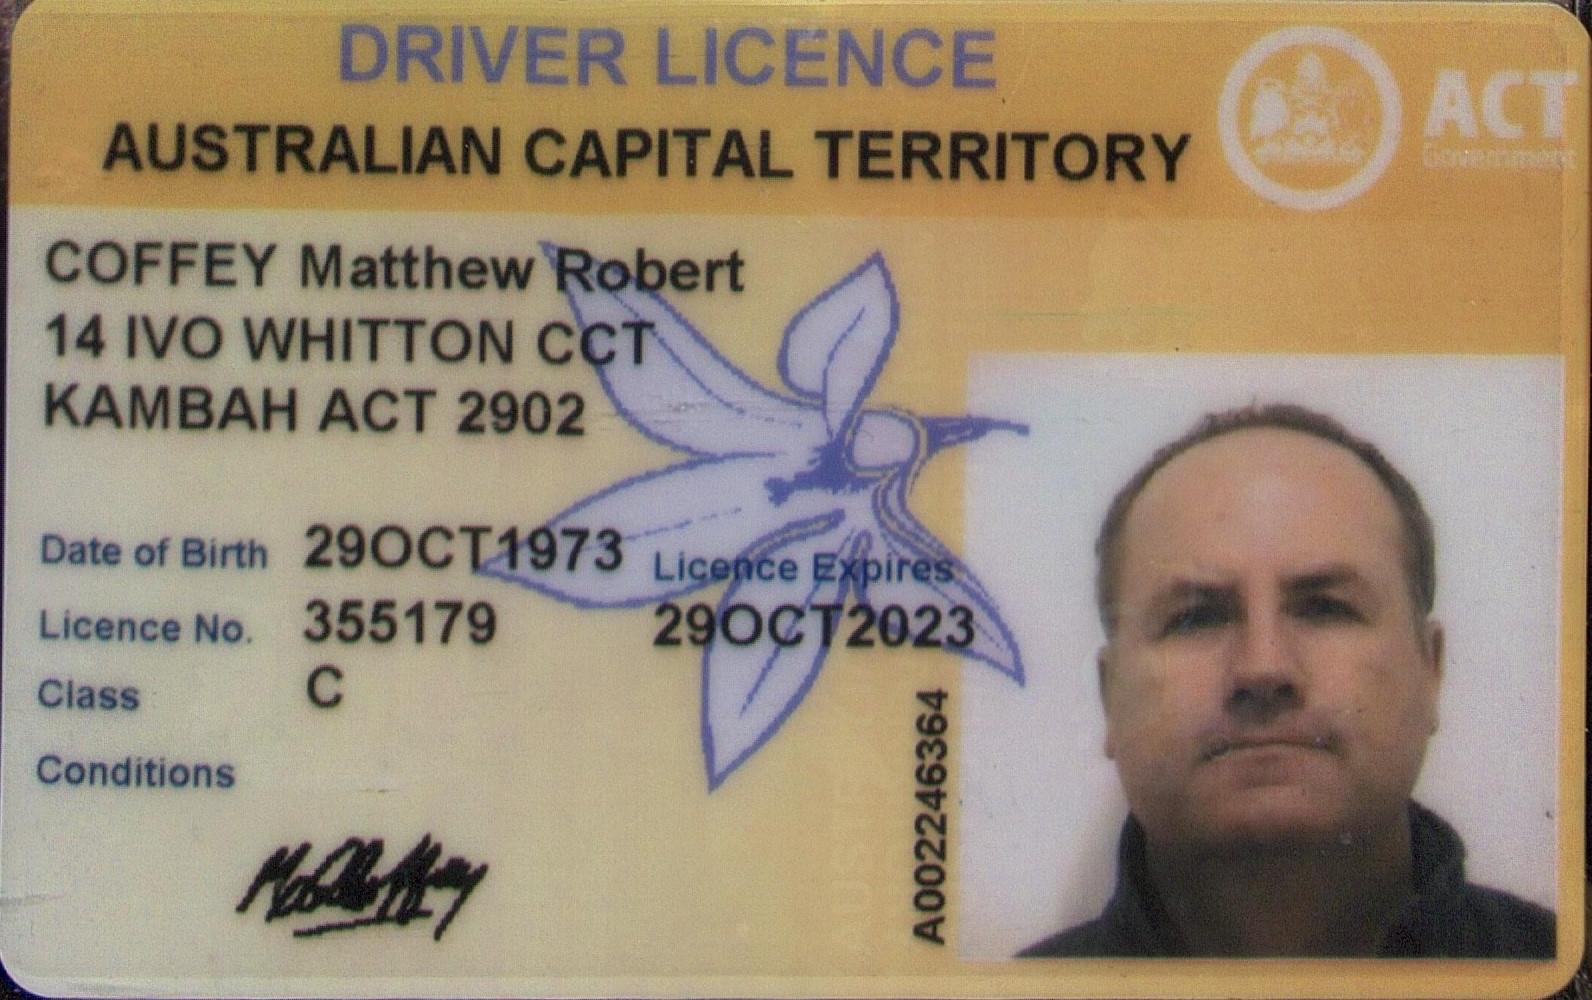 DRIVER LICENCE
AUSTRALIAN CAPITAL TERRITORY
ACT
Government
COFFEY Matthew Robert
14 IVO WHITTON CCT
KAMBAH ACT 2902
Date of Birth 29OCT1973
Licence Expires
Licence No. 355179
29OCT2023
Class C
Conditions
A002246364